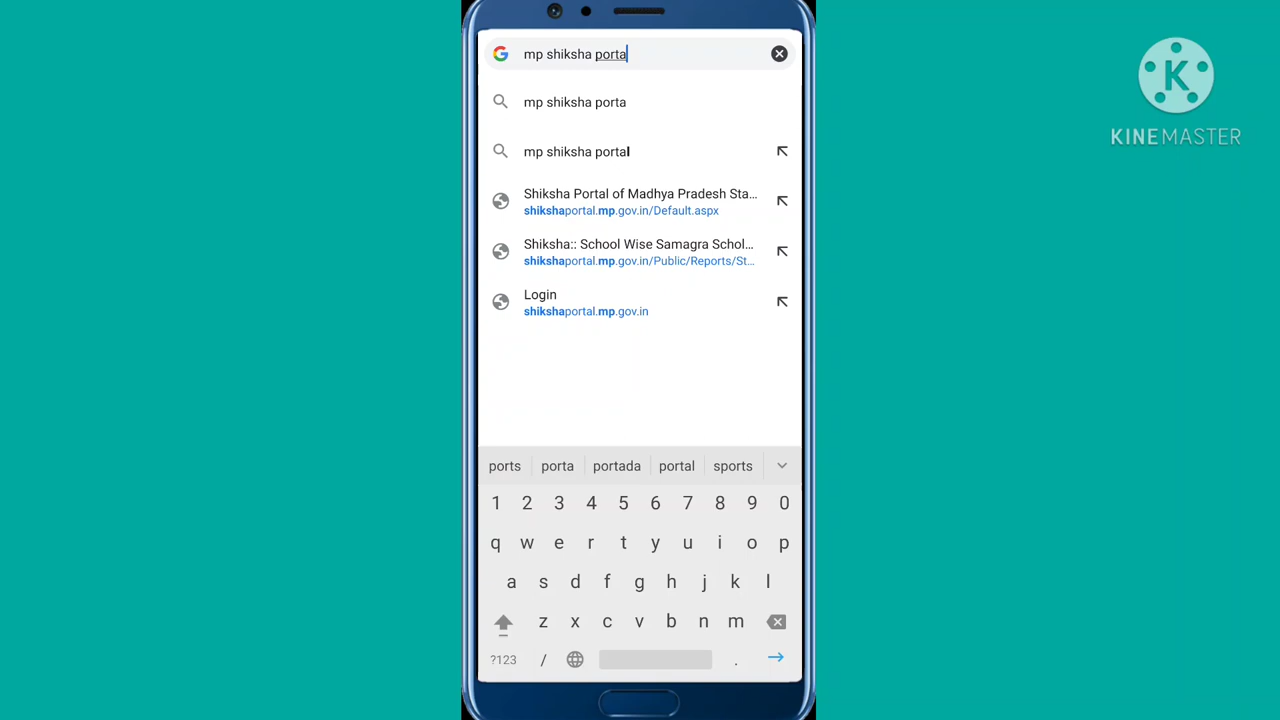 mp shiksha porta
mp shiksha porta
mp shiksha portal
Shiksha Portal of Madhya Pradesh Sta...
shikshaportal.mp.gov.in/Default.aspx
Shiksha:: School Wise Samagra Schol...
shikshaportal.mp.gov.in/Public/Reports/St...
Login
shikshaportal.mp.gov.in
ports porta portada portal sports
1 2 3 4 5 6 7 8 9 0
q w e r t y u i o p
a s d f g h j k l
z x c v b n m
?123 / .
K
KINEMASTER